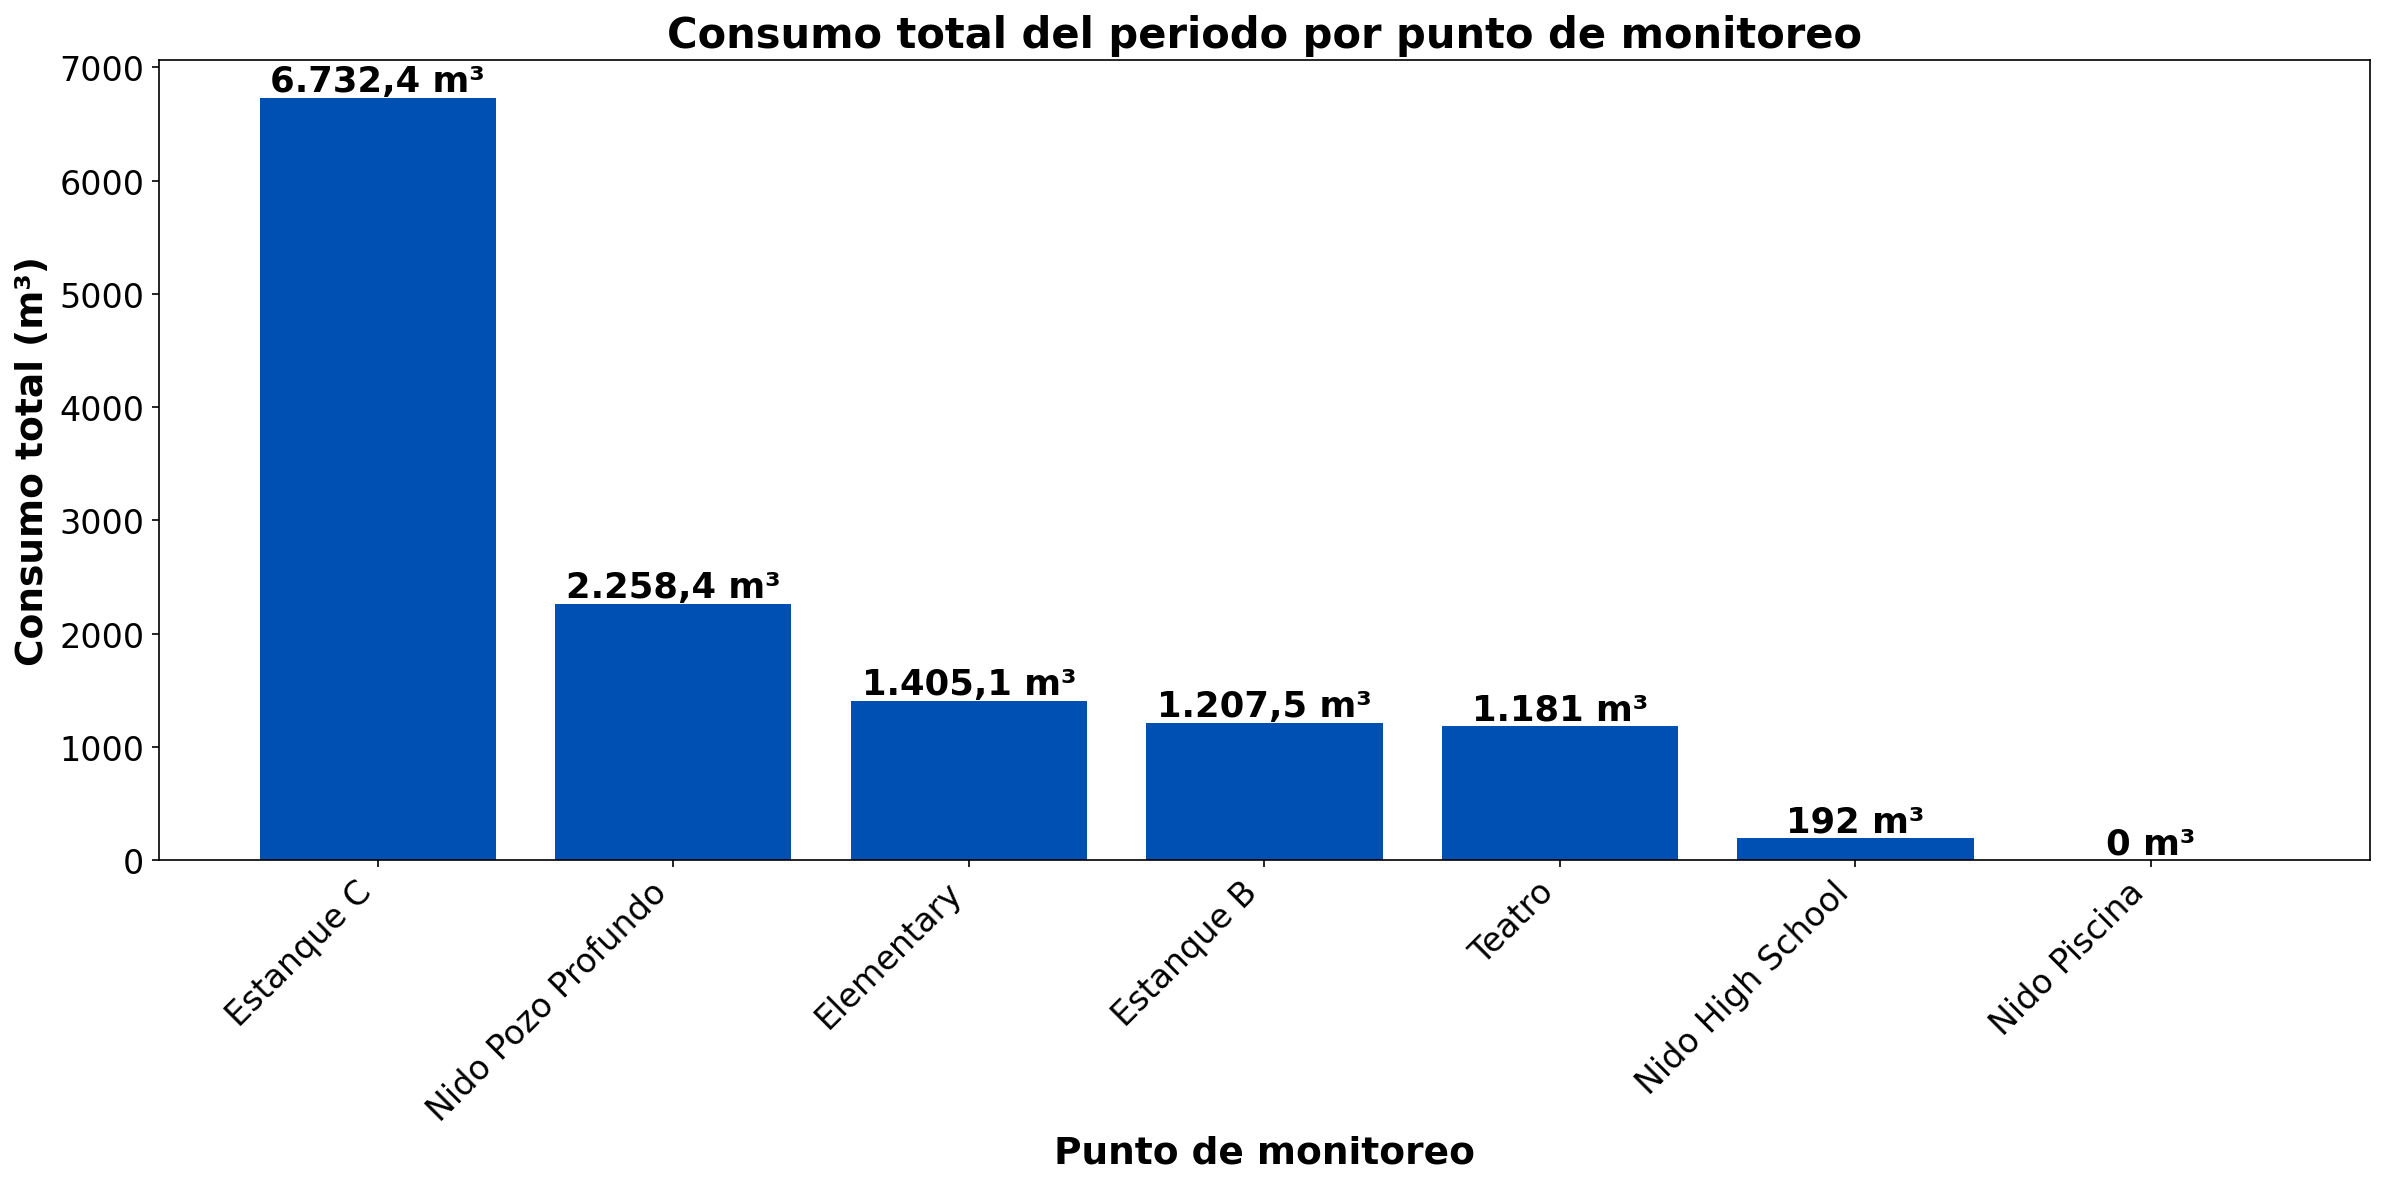 Consumo total del periodo por punto de monitoreo
Consumo total (m³)
7000
6000
5000
4000
3000
2000
1000
0
6.732,4 m³
2.258,4 m³
1.405,1 m³
1.207,5 m³
1.181 m³
192 m³
0 m³
Estanque C
Nido Pozo Profundo
Elementary
Estanque B
Teatro
Nido High School
Nido Piscina
Punto de monitoreo